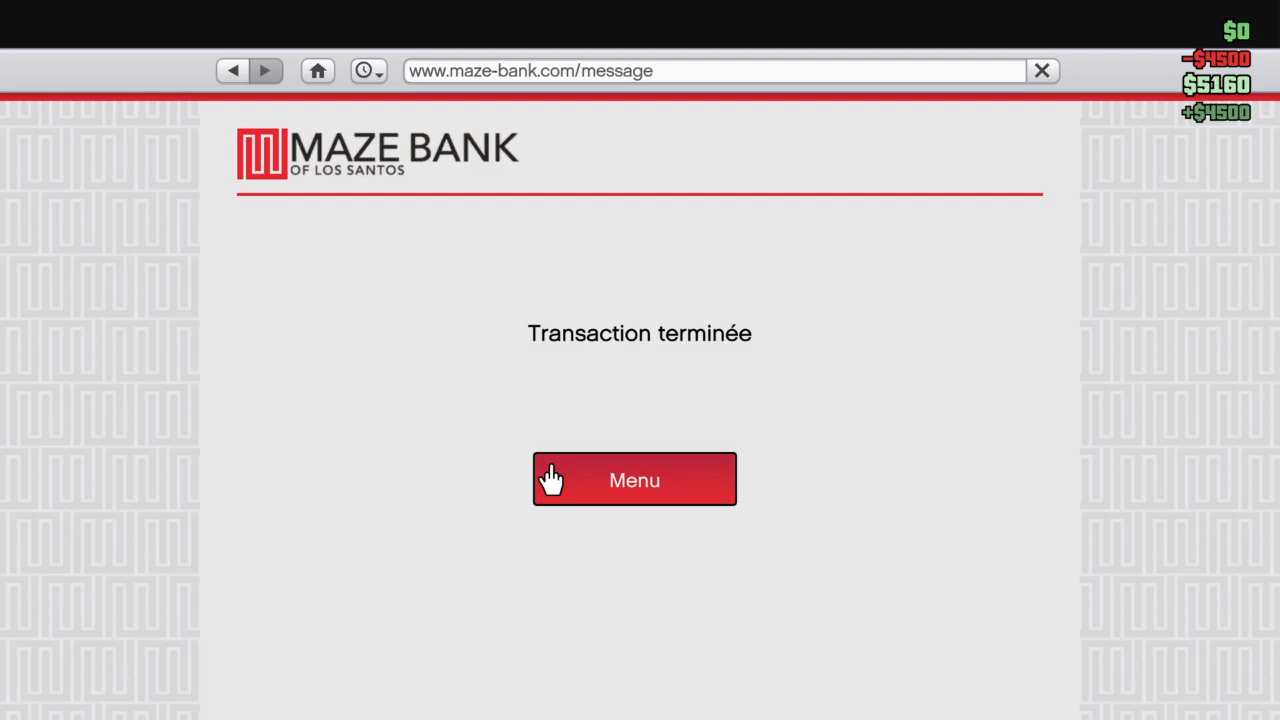 $0
-$4500
$5160
+$4500
www.maze-bank.com/message
MAZE BANK
OF LOS SANTOS
Transaction terminée
Menu